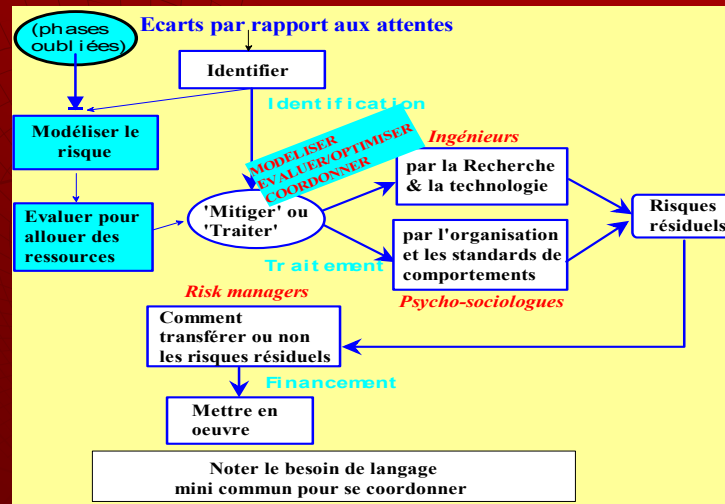 (phases
oubliées)
Ecarts par rapport aux attentes
Identifier
Identification
Modéliser le
risque
MODELISER
EVALUER/OPTIMISER
COORDONNER
Ingénieurs
par la Recherche
& la technologie
Evaluer pour
allouer des
ressources
'Mitiger' ou
'Traiter'
Risques
résiduels
par l'organisation
et les standards de
comportements
Traitement
Psycho-sociologues
Risk managers
Comment
transférer ou non
les risques résiduels
Financement
Mettre en
oeuvre
Noter le besoin de langage
mini commun pour se coordonner